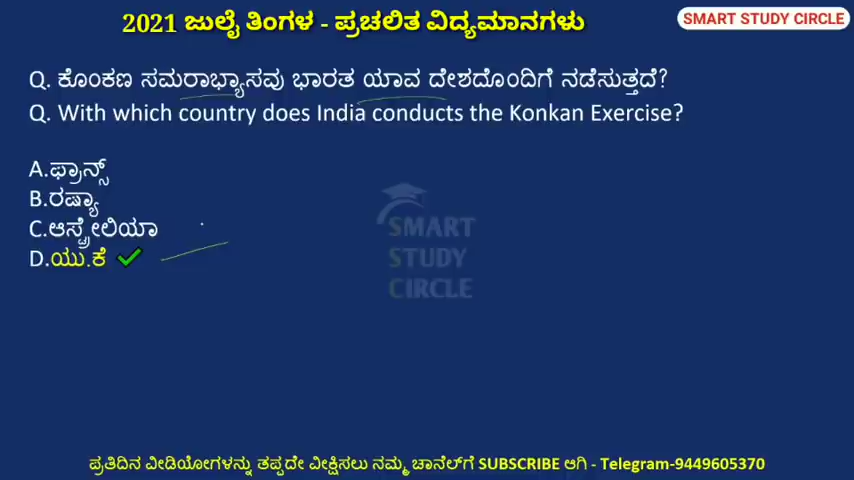 2021 ಜುಲೈ ತಿಂಗಳ - ಪ್ರಚಲಿತ ವಿದ್ಯಮಾನಗಳು
SMART STUDY CIRCLE
Q. ಕೊಂಕಣ ಸಮರಾಭ್ಯಾಸವು ಭಾರತ ಯಾವ ದೇಶದೊಂದಿಗೆ ನಡೆಸುತ್ತದೆ?
Q. With which country does India conducts the Konkan Exercise?
A.ಫ್ರಾನ್ಸ್
B.ರಷ್ಯಾ
C.ಆಸ್ಟ್ರೇಲಿಯಾ
D.ಯು.ಕೆ
SMART
STUDY
CIRCLE
ಪ್ರತಿದಿನ ವೀಡಿಯೋಗಳನ್ನು ತಪ್ಪದೇ ವೀಕ್ಷಿಸಲು ನಮ್ಮ ಚಾನೆಲ್‌ಗೆ SUBSCRIBE ಆಗಿ - Telegram-9449605370